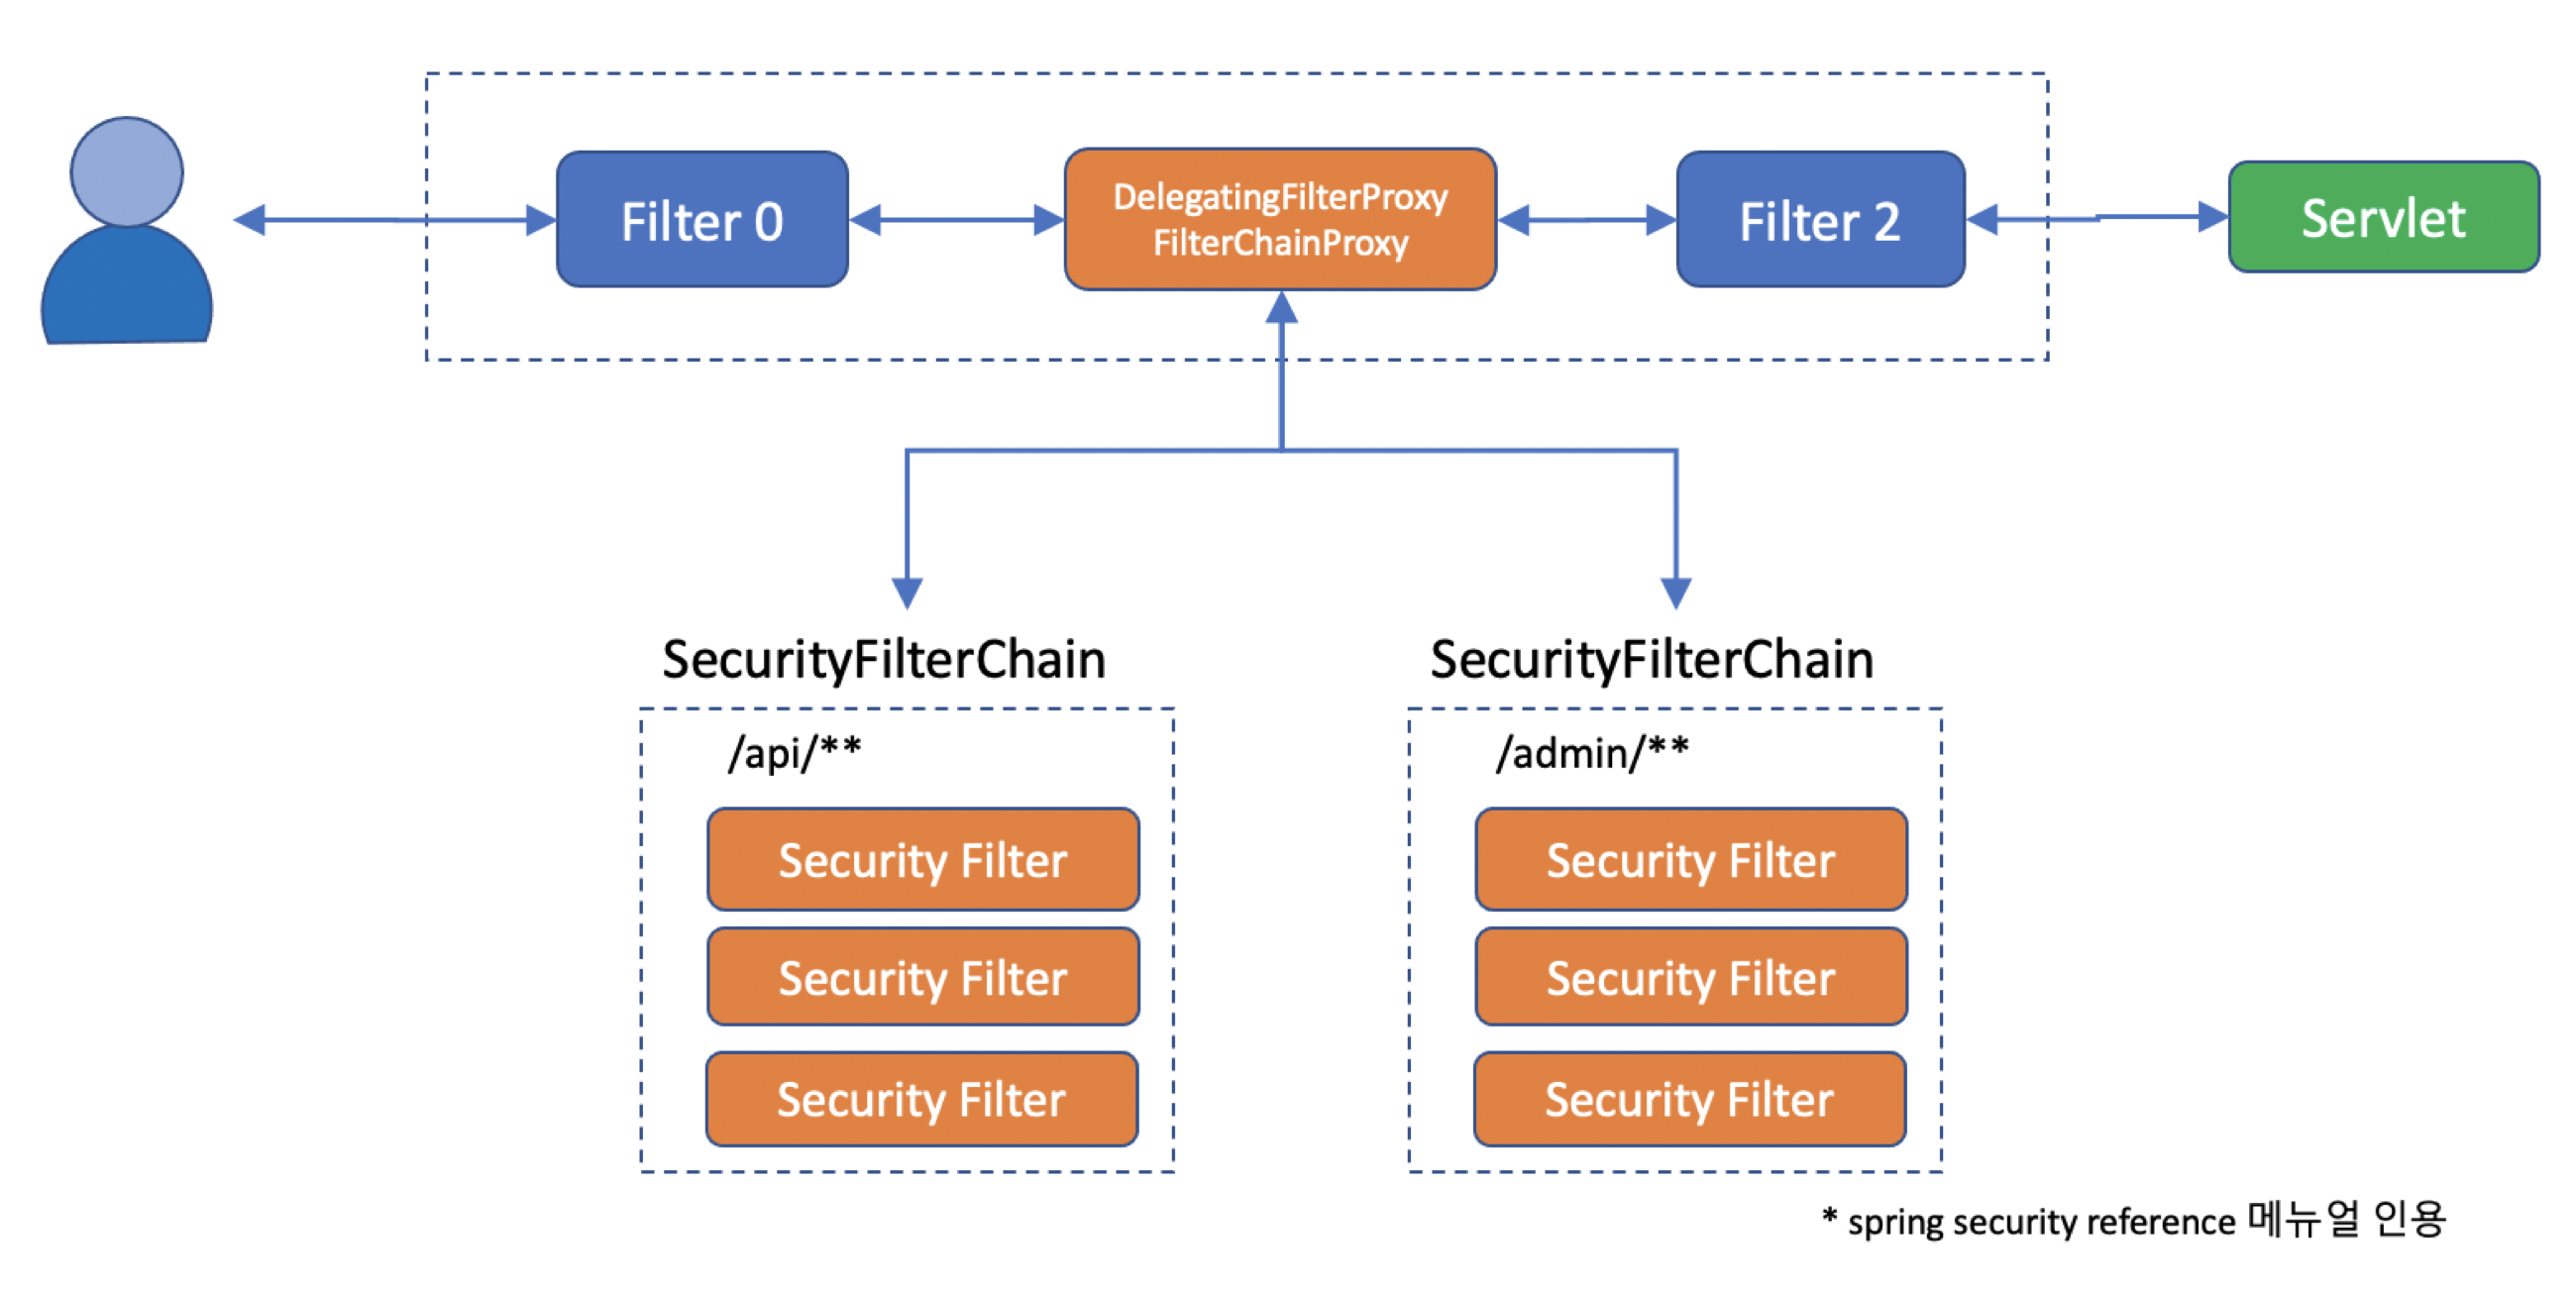 Filter 0
DelegatingFilterProxy
FilterChainProxy
Filter 2
Servlet
SecurityFilterChain
/api/**
Security Filter
Security Filter
Security Filter
SecurityFilterChain
/admin/**
Security Filter
Security Filter
Security Filter
* spring security reference 메뉴얼 인용